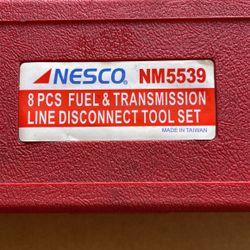 NESCO® NM5539
8 PCS FUEL & TRANSMISSION
LINE DISCONNECT TOOL SET
MADE IN TAIWAN